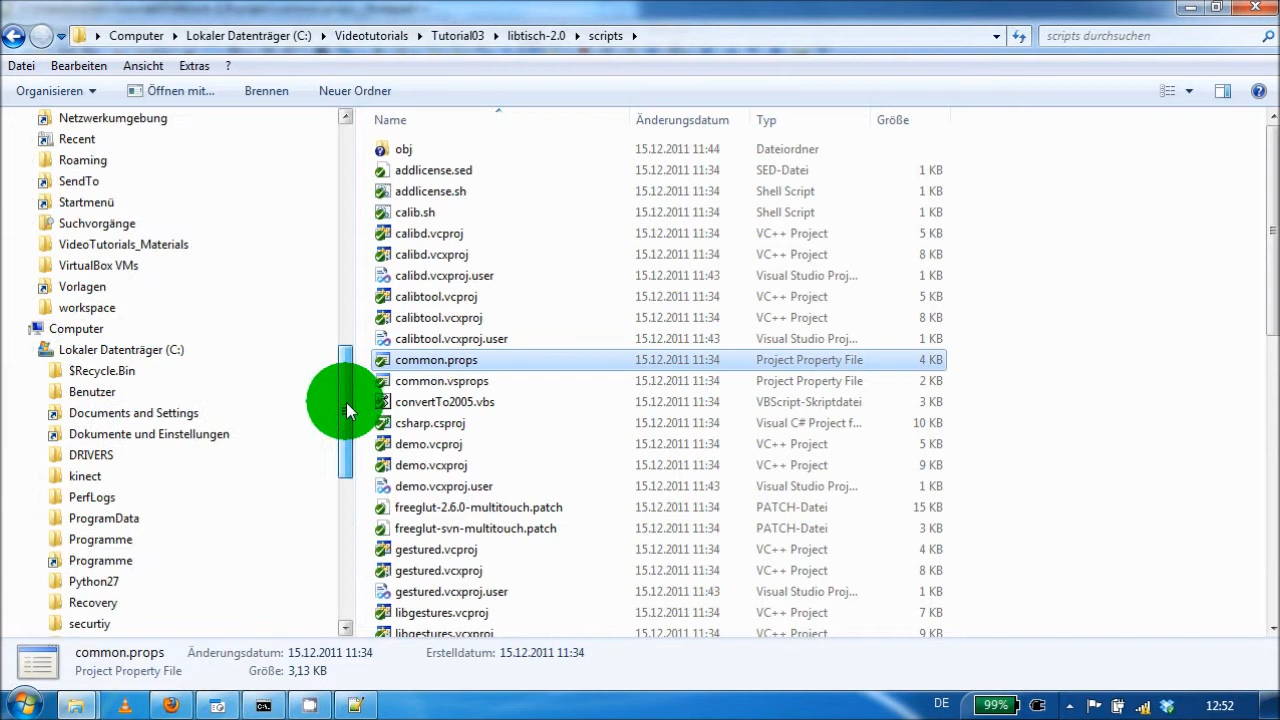 Computer Lokaler Datenträger (C:) Videotutorials Tutorial03 libtisch-2.0 scripts scripts durchsuchen
Datei Bearbeiten Ansicht Extras ?
Organisieren Öffnen mit... Brennen Neuer Ordner
Netzwerkumgebung
Recent
Roaming
SendTo
Startmenü
Suchvorgänge
VideoTutorials_Materials
VirtualBox VMs
Vorlagen
workspace
Computer
Lokaler Datenträger (C:)
$Recycle.Bin
Benutzer
Documents and Settings
Dokumente und Einstellungen
DRIVERS
kinect
PerfLogs
ProgramData
Programme
Programme
Python27
Recovery
securtiy
Name Änderungsdatum Typ Größe
obj 15.12.2011 11:44 Dateiordner
addlicense.sed 15.12.2011 11:34 SED-Datei 1 KB
addlicense.sh 15.12.2011 11:34 Shell Script 1 KB
calib.sh 15.12.2011 11:34 Shell Script 1 KB
calibd.vcproj 15.12.2011 11:34 VC++ Project 5 KB
calibd.vcxproj 15.12.2011 11:34 VC++ Project 8 KB
calibd.vcxproj.user 15.12.2011 11:43 Visual Studio Proj... 1 KB
calibtool.vcproj 15.12.2011 11:34 VC++ Project 5 KB
calibtool.vcxproj 15.12.2011 11:34 VC++ Project 8 KB
calibtool.vcxproj.user 15.12.2011 11:43 Visual Studio Proj... 1 KB
common.props 15.12.2011 11:34 Project Property File 4 KB
common.vsprops 15.12.2011 11:34 Project Property File 2 KB
convertTo2005.vbs 15.12.2011 11:34 VBScript-Skriptdatei 3 KB
csharp.csproj 15.12.2011 11:34 Visual C# Project f... 10 KB
demo.vcproj 15.12.2011 11:34 VC++ Project 8 KB
demo.vcxproj 15.12.2011 11:34 VC++ Project 9 KB
demo.vcxproj.user 15.12.2011 11:43 Visual Studio Proj... 1 KB
freeglut-2.6.0-multitouch.patch 15.12.2011 11:34 PATCH-Datei 15 KB
freeglut-svn-multitouch.patch 15.12.2011 11:34 PATCH-Datei 3 KB
gestured.vcproj 15.12.2011 11:34 VC++ Project 4 KB
gestured.vcxproj 15.12.2011 11:34 VC++ Project 8 KB
gestured.vcxproj.user 15.12.2011 11:43 Visual Studio Proj... 1 KB
libgestures.vcproj 15.12.2011 11:34 VC++ Project 7 KB
libgestures.vcxproj 15.12.2011 11:34 VC++ Project 9 KB
common.props Änderungsdatum: 15.12.2011 11:34 Erstelldatum: 15.12.2011 11:34
Project Property File Größe: 3,13 KB
DE 99% 12:52